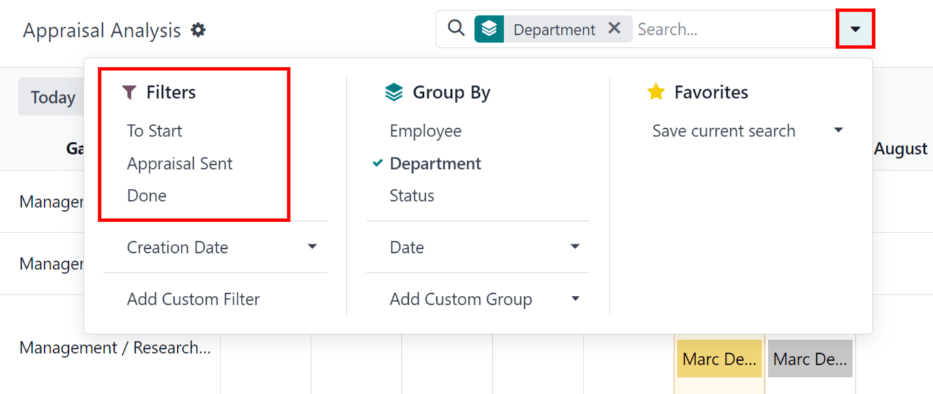 Appraisal Analysis
Department
Search...
Today
Filters
Group By
Favorites
To Start
Employee
Save current search
Ga
August
Appraisal Sent
Department
Done
Status
Manager
Creation Date
Date
Manager
Add Custom Filter
Add Custom Group
Management / Research...
Marc De...
Marc De...